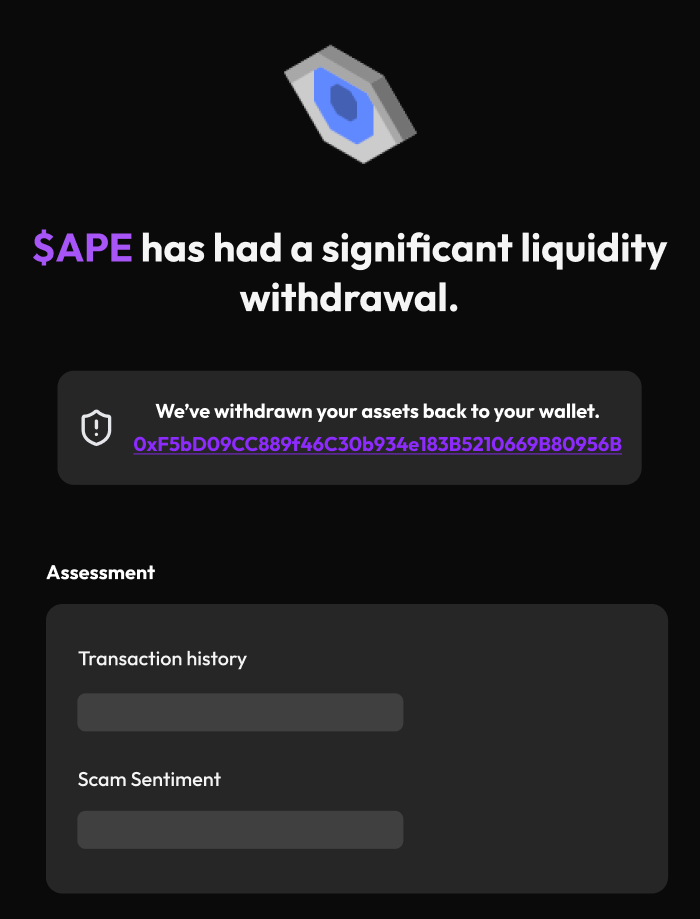 $APE has had a significant liquidity
withdrawal.
We’ve withdrawn your assets back to your wallet.
0xF5bD09CC889f46C30b934e183B5210669B80956B
Assessment
Transaction history
Scam Sentiment